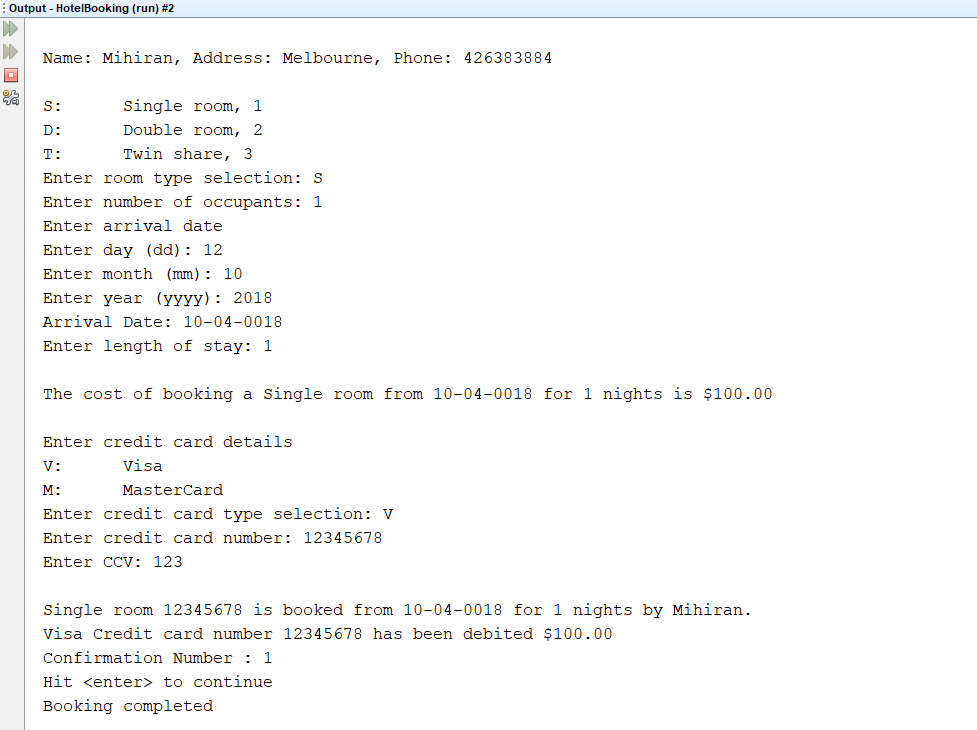 Output - HotelBooking (run) #2
Name: Mihiran, Address: Melbourne, Phone: 426383884
S:      Single room, 1
D:      Double room, 2
T:      Twin share, 3
Enter room type selection: S
Enter number of occupants: 1
Enter arrival date
Enter day (dd): 12
Enter month (mm): 10
Enter year (yyyy): 2018
Arrival Date: 10-04-0018
Enter length of stay: 1
The cost of booking a Single room from 10-04-0018 for 1 nights is $100.00
Enter credit card details
V:      Visa
M:      MasterCard
Enter credit card type selection: V
Enter credit card number: 12345678
Enter CCV: 123
Single room 12345678 is booked from 10-04-0018 for 1 nights by Mihiran.
Visa Credit card number 12345678 has been debited $100.00
Confirmation Number : 1
Hit <enter> to continue
Booking completed